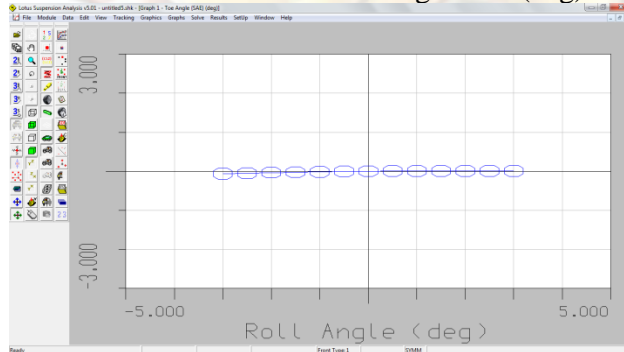 Lotus Suspension Analysis v5.01 - untitled5.shk - [Graph 1 - Toe Angle (SAE) (deg)]
File Module Data Edit View Tracking Graphics Graphs Solve Results SetUp Window Help
3.000
-3.000
-5.000
5.000
Roll Angle (deg)
Ready
Front Type 1
SYMM